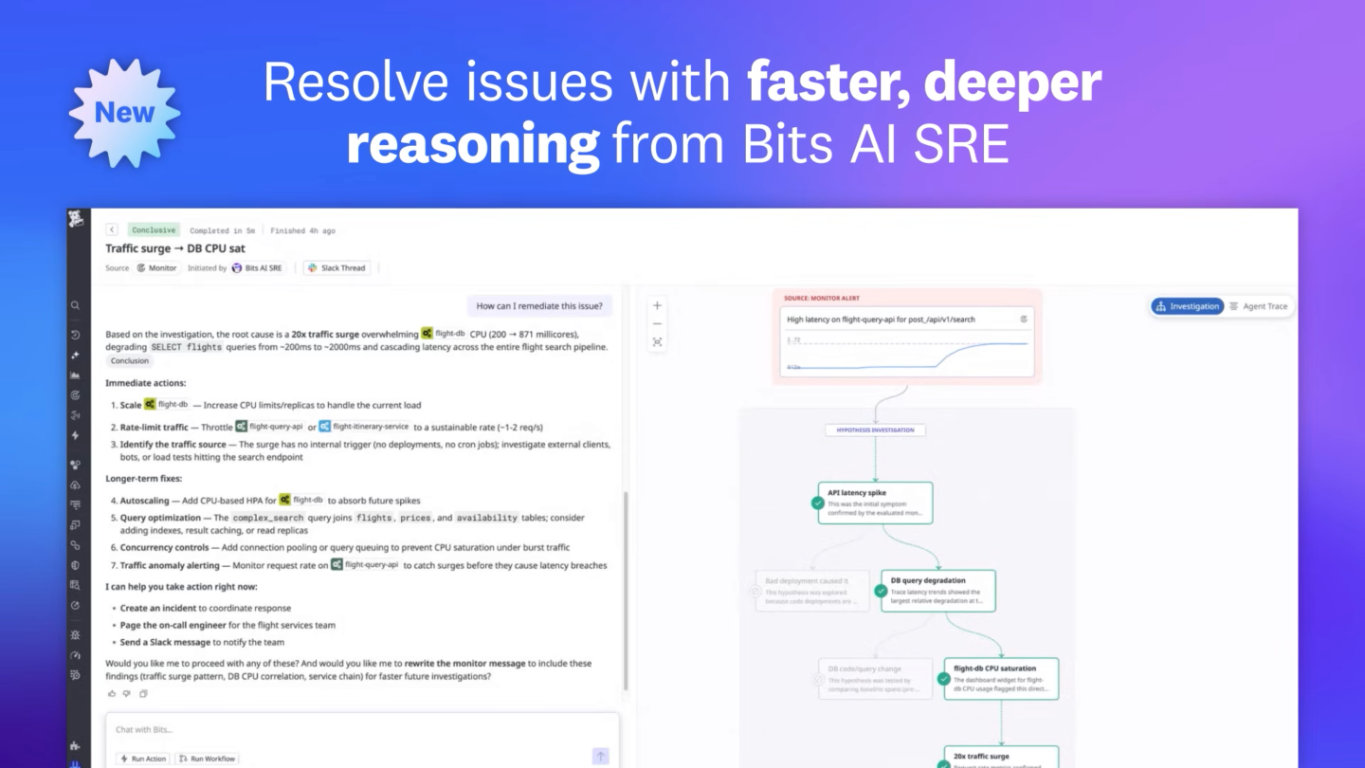 New
Resolve issues with faster, deeper
reasoning from Bits AI SRE
Conclusive Completed in 5m Finished 4h ago
Traffic surge → DB CPU sat
Source Monitor Initiated by Bits AI SRE Slack Thread
How can I remediate this issue?
Based on the investigation, the root cause is a 20x traffic surge overwhelming flight-db CPU (200 → 871 millicores),
degrading SELECT flights queries from ~200ms to ~2000ms and cascading latency across the entire flight search pipeline.
Conclusion
Immediate actions:
1. Scale flight-db — Increase CPU limits/replicas to handle the current load
2. Rate-limit traffic — Throttle flight-query-api or flight-itinerary-service to a sustainable rate (~1-2 req/s)
3. Identify the traffic source — The surge has no internal trigger (no deployments, no cron jobs); investigate external clients,
bots, or load tests hitting the search endpoint
Longer-term fixes:
4. Autoscaling — Add CPU-based HPA for flight-db to absorb future spikes
5. Query optimization — The complex_search query joins flights, prices, and availability tables; consider
adding indexes, result caching, or read replicas
6. Concurrency controls — Add connection pooling or query queuing to prevent CPU saturation under burst traffic
7. Traffic anomaly alerting — Monitor request rate on flight-query-api to catch surges before they cause latency breaches
I can help you take action right now:
• Create an incident to coordinate response
• Page the on-call engineer for the flight services team
• Send a Slack message to notify the team
Would you like me to proceed with any of these? And would you like me to rewrite the monitor message to include these
findings (traffic surge pattern, DB CPU correlation, service chain) for faster future investigations?
Chat with Bits...
Run Action Run Workflow
SOURCE: MONITOR ALERT
High latency on flight-query-api for post_/api/v1/search
Investigation Agent Trace
HYPOTHESIS INVESTIGATION
API latency spike
This was the initial symptom
confirmed by the evaluated mon...
Bad deployment caused it
This hypothesis was explored
because code deployments are ...
DB query degradation
Trace latency trends showed the
largest relative degradation at t...
DB code/query change
This hypothesis was tested by
comparing baseline
flight-db CPU saturation
The dashboard widget for flight-
db CPU usage flagged this direct...
20x traffic surge